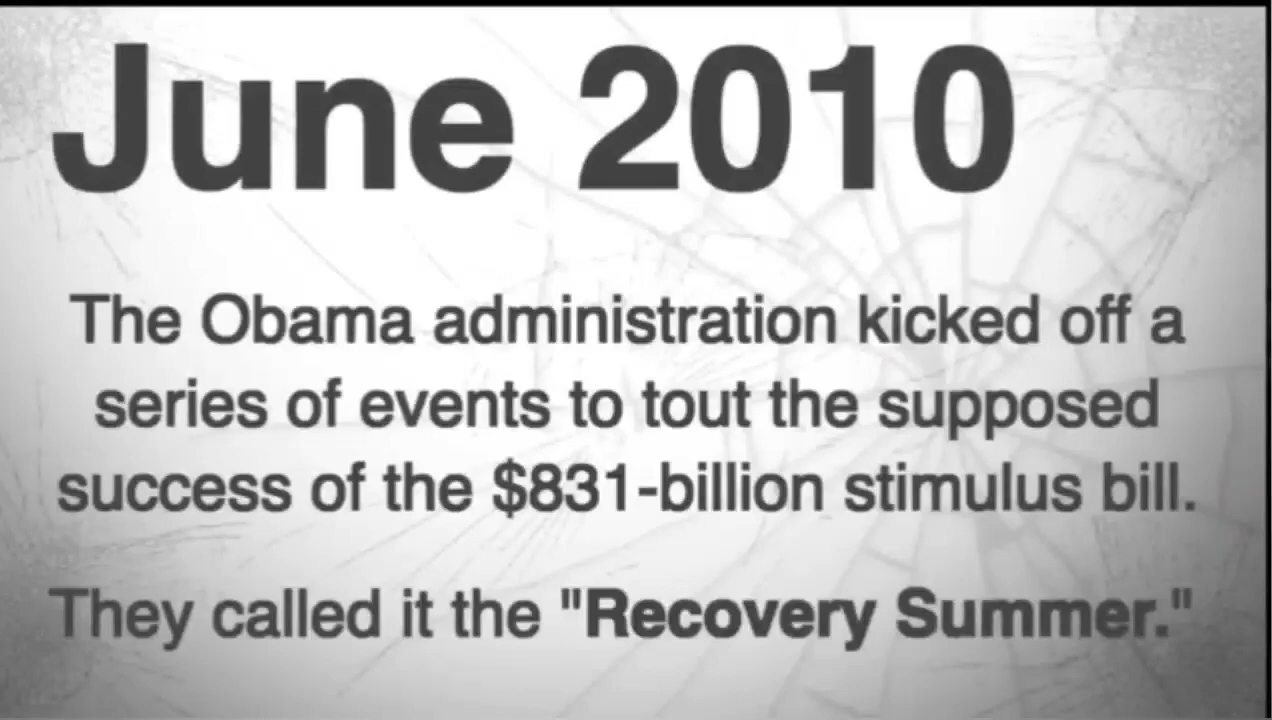 June 2010
The Obama administration kicked off a
series of events to tout the supposed
success of the $831-billion stimulus bill.
They called it the "Recovery Summer."